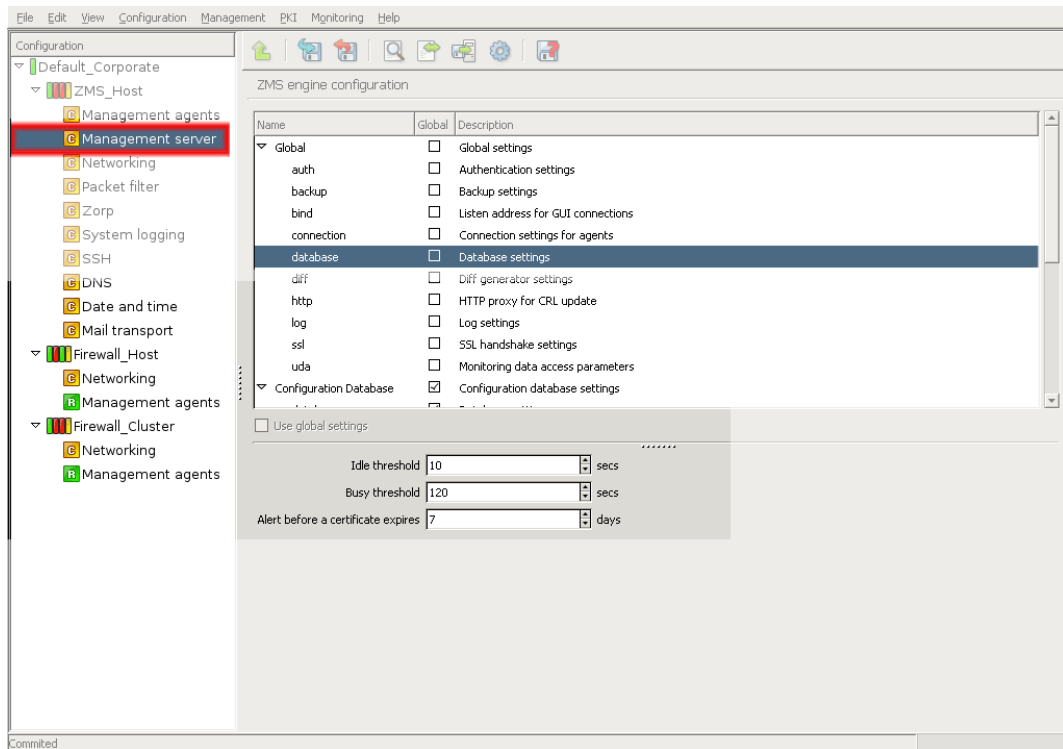 File Edit View Configuration Management PKI Monitoring Help
Configuration
Default_Corporate
ZMS_Host
Management agents
Management server
Networking
Packet filter
Zorp
System logging
SSH
DNS
Date and time
Mail transport
Firewall_Host
Networking
Management agents
Firewall_Cluster
Networking
Management agents
ZMS engine configuration
Name Global Description
Global Global settings
auth Authentication settings
backup Backup settings
bind Listen address for GUI connections
connection Connection settings for agents
database Database settings
diff Diff generator settings
http HTTP proxy for CRL update
log Log settings
ssl SSL handshake settings
uda Monitoring data access parameters
Configuration Database Configuration database settings
Use global settings
Idle threshold 10 secs
Busy threshold 120 secs
Alert before a certificate expires 7 days
Commited